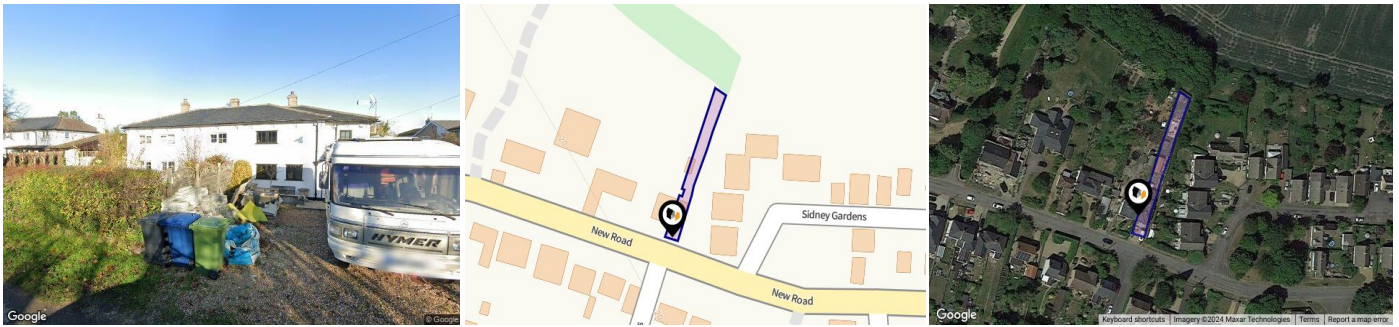 HYMER
Google
© Google
New Road
Sidney Gardens
New Road
Google
Keyboard shortcuts
Imagery ©2024 Maxar Technologies
Terms
Report a map error